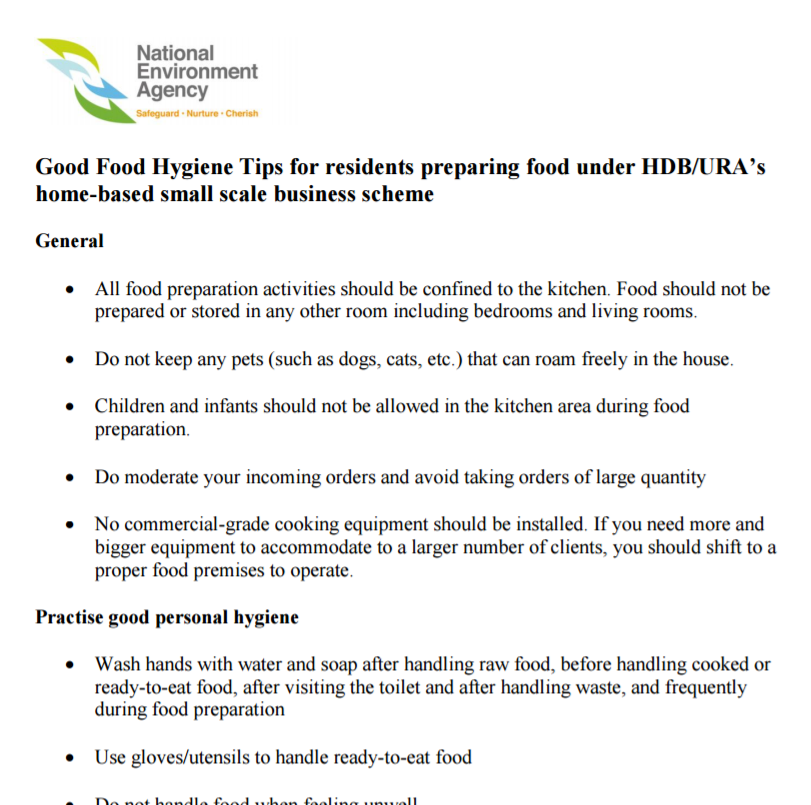 National
Environment
Agency
Safeguard · Nurture · Cherish
Good Food Hygiene Tips for residents preparing food under HDB/URA’s
home-based small scale business scheme
General
• All food preparation activities should be confined to the kitchen. Food should not be
prepared or stored in any other room including bedrooms and living rooms.
• Do not keep any pets (such as dogs, cats, etc.) that can roam freely in the house.
• Children and infants should not be allowed in the kitchen area during food
preparation.
• Do moderate your incoming orders and avoid taking orders of large quantity
• No commercial-grade cooking equipment should be installed. If you need more and
bigger equipment to accommodate to a larger number of clients, you should shift to a
proper food premises to operate.
Practise good personal hygiene
• Wash hands with water and soap after handling raw food, before handling cooked or
ready-to-eat food, after visiting the toilet and after handling waste, and frequently
during food preparation
• Use gloves/utensils to handle ready-to-eat food
• Do not handle food when feeling unwell